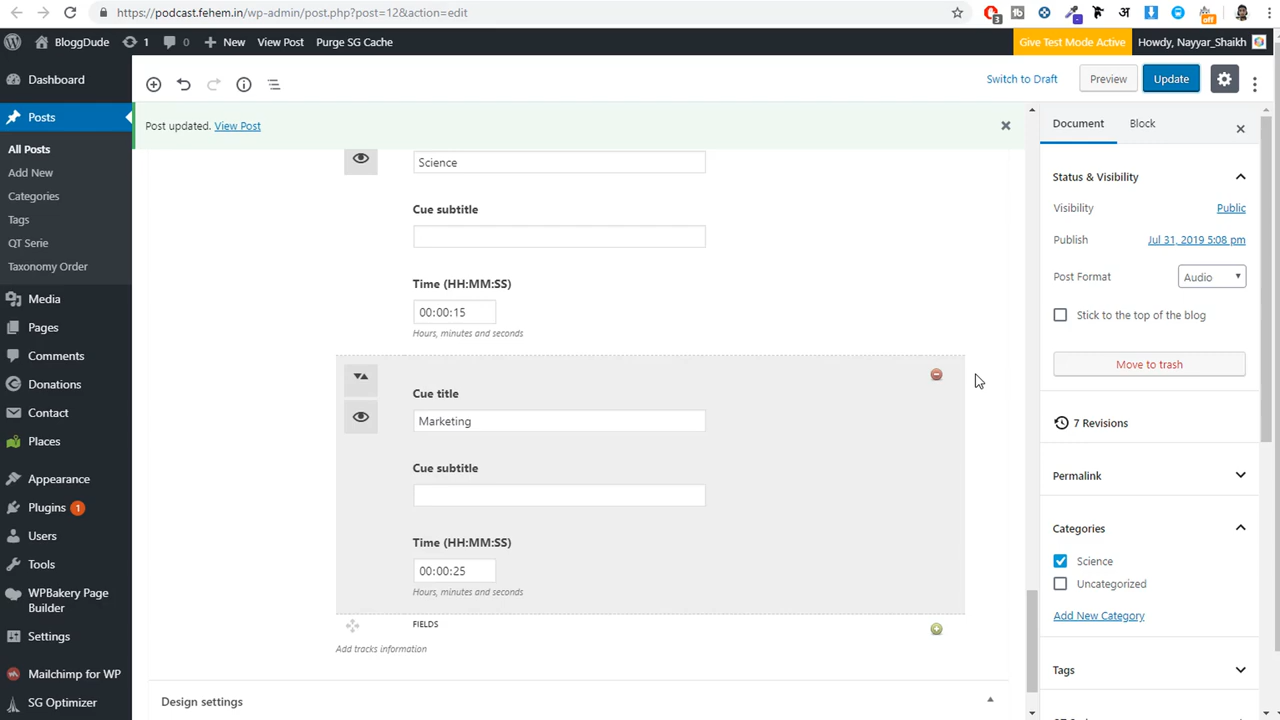 https://podcast.fehem.in/wp-admin/post.php?post=12&action=edit
3
अ
off
BloggDude
1
0
New
View Post
Purge SG Cache
Give Test Mode Active
Howdy, Nayyar_Shaikh
Dashboard
Posts
All Posts
Add New
Categories
Tags
QT Serie
Taxonomy Order
Media
Pages
Comments
Donations
Contact
Places
Appearance
Plugins 1
Users
Tools
WPBakery Page
Builder
Settings
Mailchimp for WP
SG Optimizer
Switch to Draft
Preview
Update
Post updated. View Post
Science
Cue subtitle
Time (HH:MM:SS)
00:00:15
Hours, minutes and seconds
Cue title
Marketing
Cue subtitle
Time (HH:MM:SS)
00:00:25
Hours, minutes and seconds
FIELDS
Add tracks information
Design settings
Document
Block
Status & Visibility
Visibility
Public
Publish
Jul 31, 2019 5:08 pm
Post Format
Audio
Stick to the top of the blog
Move to trash
7 Revisions
Permalink
Categories
Science
Uncategorized
Add New Category
Tags